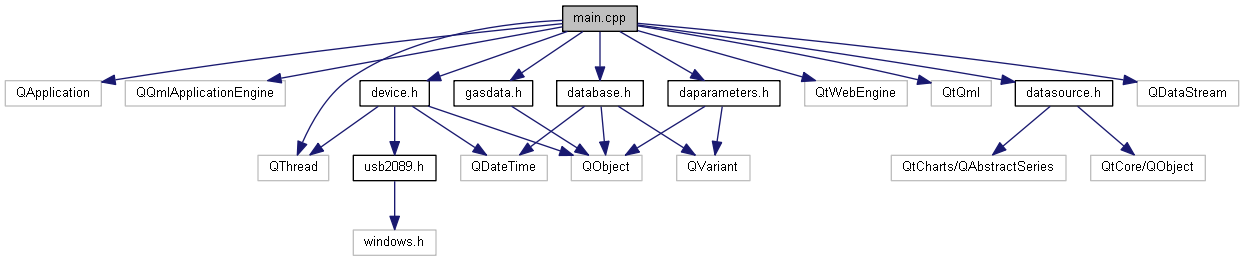 main.cpp
QApplication
QQmlApplicationEngine
device.h
gasdata.h
database.h
daparameters.h
QtWebEngine
QtQml
datasource.h
QDataStream
QThread
usb2089.h
QDateTime
QObject
QVariant
QtCharts/QAbstractSeries
QtCore/QObject
windows.h